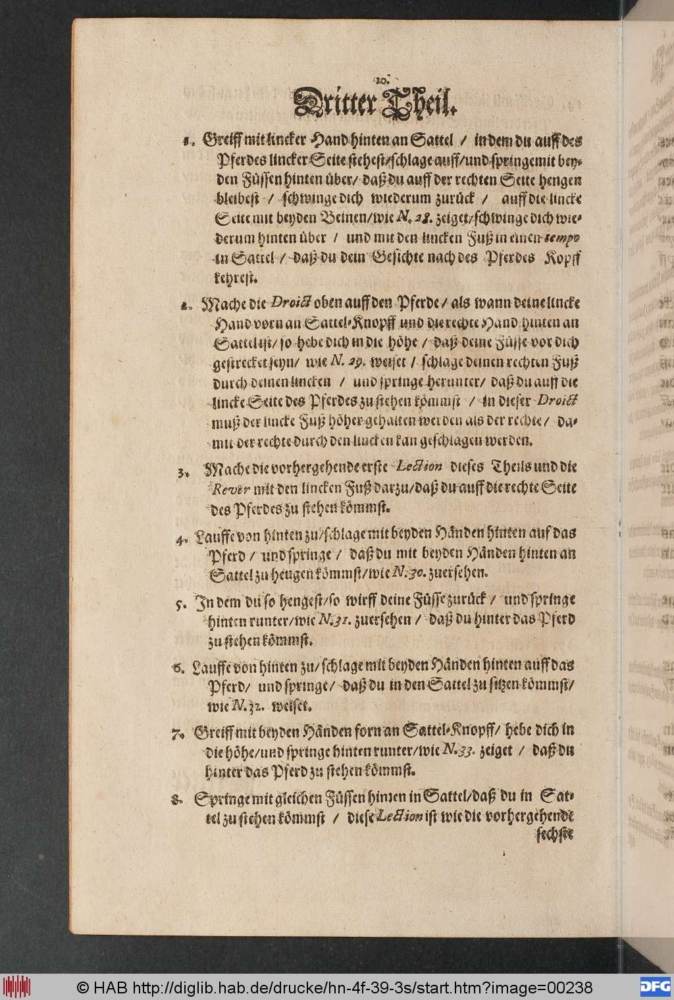 10.
Dritter Theil.
1. Greiff mit lincker Hand hinten an Sattel / in dem du auff des
Pferdes lincker Seite stehest/schlage auff/und springe mit bey-
den Füssen hinten über/ daß du auff der rechten Seite hengen
bleibest / schwinge dich wiederum zurück / auff die lincke
Seite mit beyden Beinen/wie N. 28. zeiget/schwinge dich wie-
derum hinten über / und mit den lincken Fuß in einen tempo
in Sattel / daß du dein Gesichte nach des Pferdes Kopff
kehrest.
2. Mache die Droict oben auff den Pferde/ als wann deine lincke
Hand vorn an Sattel-Knopff und die rechte Hand hinten an
Sattel ist/ so hebe dich in die höhe / daß deine Füsse vor dich
gestrecket seyn/ wie N. 29. weiset / schlage deinen rechten Fuß
durch deinen lincken / und springe herunter/ daß du auff die
lincke Seite des Pferdes zu stehen kömmst / in dieser Droict
muß der lincke Fuß höher gehalten werden als der rechte/ da-
mit der rechte durch den lincken kan geschlagen werden.
3. Mache die vorhergehende erste Lection dieses Theils und die
Rever mit den lincken Fuß darzu/daß du auff die rechte Seite
des Pferdes zu stehen kömmst.
4. Lauffe von hinten zu/schlage mit beyden Händen hinten auf das
Pferd / und springe / daß du mit beyden Händen hinten an
Sattel zu hengen kömmst/wie N. 30. zuersehen.
5. In dem du so hengest/so wirff deine Füsse zurück / und springe
hinten runter/wie N. 31. zuersehen / daß du hinter das Pferd
zu stehen kömmst.
6. Lauffe von hinten zu/ schlage mit beyden Händen hinten auff das
Pferd/ und springe/ daß du in den Sattel zu sitzen kömmst/
wie N. 32. weiset.
7. Greiff mit beyden Händen forn an Sattel-Knopff/ hebe dich in
die höhe/und springe hinten runter/wie N. 33. zeiget / daß du
hinter das Pferd zu stehen kömmst.
8. Springe mit gleichen Füssen hinten in Sattel/daß du in Sat-
tel zu stehen kömmst / diese Lection ist wie die vorhergehende
sechste
© HAB http://diglib.hab.de/drucke/hn-4f-39-3s/start.htm?image=00238
DFG